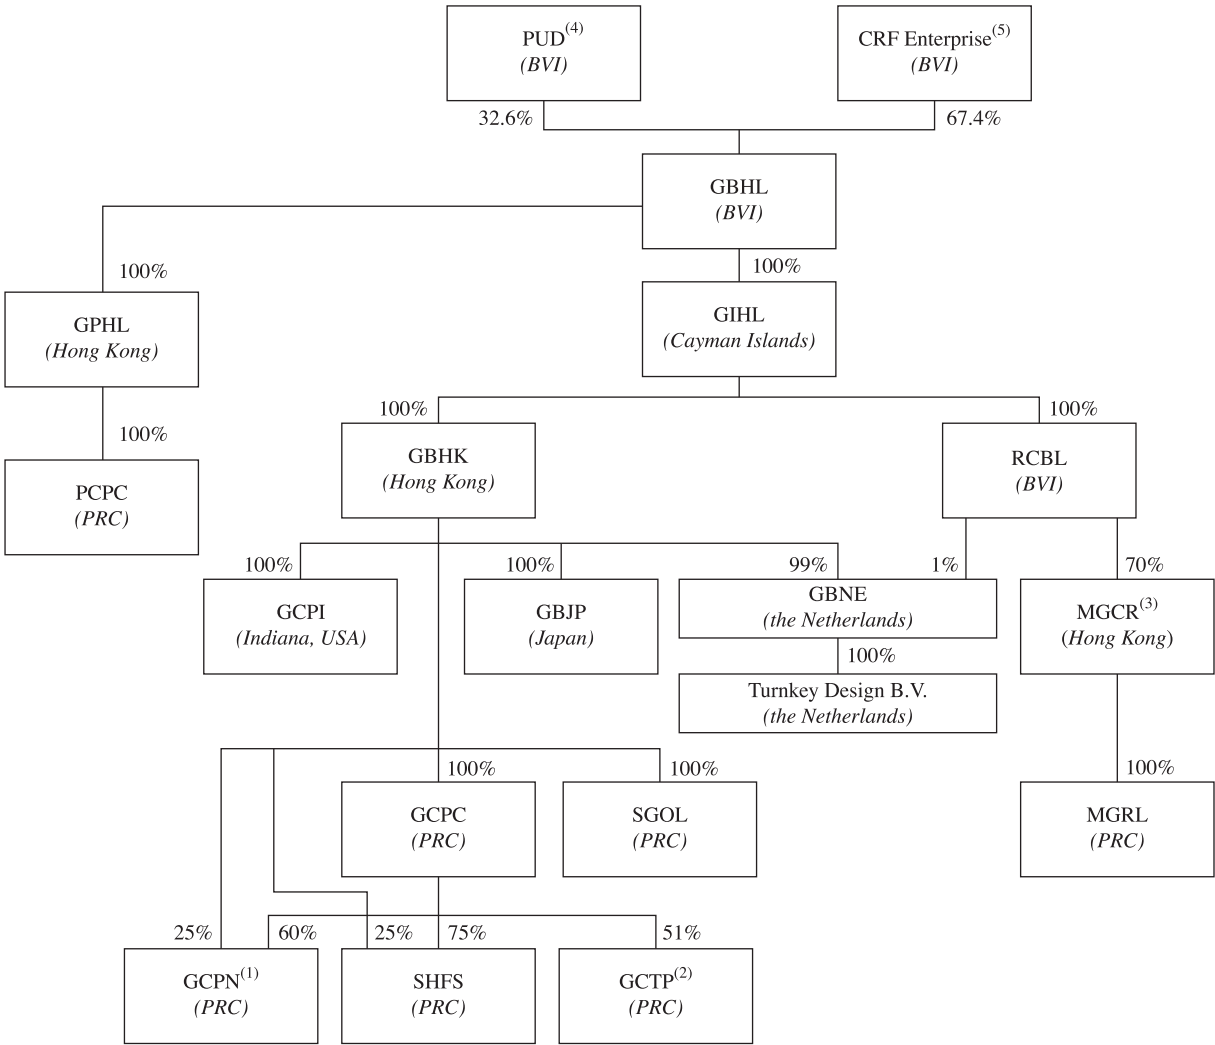 PUD(4)
(BVI)
CRF Enterprise(5)
(BVI)
32.6%
67.4%
GBHL
(BVI)
100%
100%
GPHL
(Hong Kong)
GIHL
(Cayman Islands)
100%
100%
100%
PCPC
(PRC)
GBHK
(Hong Kong)
RCBL
(BVI)
100%
100%
99%
1%
70%
GCPI
(Indiana, USA)
GBJP
(Japan)
GBNE
(the Netherlands)
MGCR(3)
(Hong Kong)
100%
Turnkey Design B.V.
(the Netherlands)
100%
100%
100%
GCPC
(PRC)
SGOL
(PRC)
MGRL
(PRC)
25%
60%
25%
75%
51%
GCPN(1)
(PRC)
SHFS
(PRC)
GCTP(2)
(PRC)